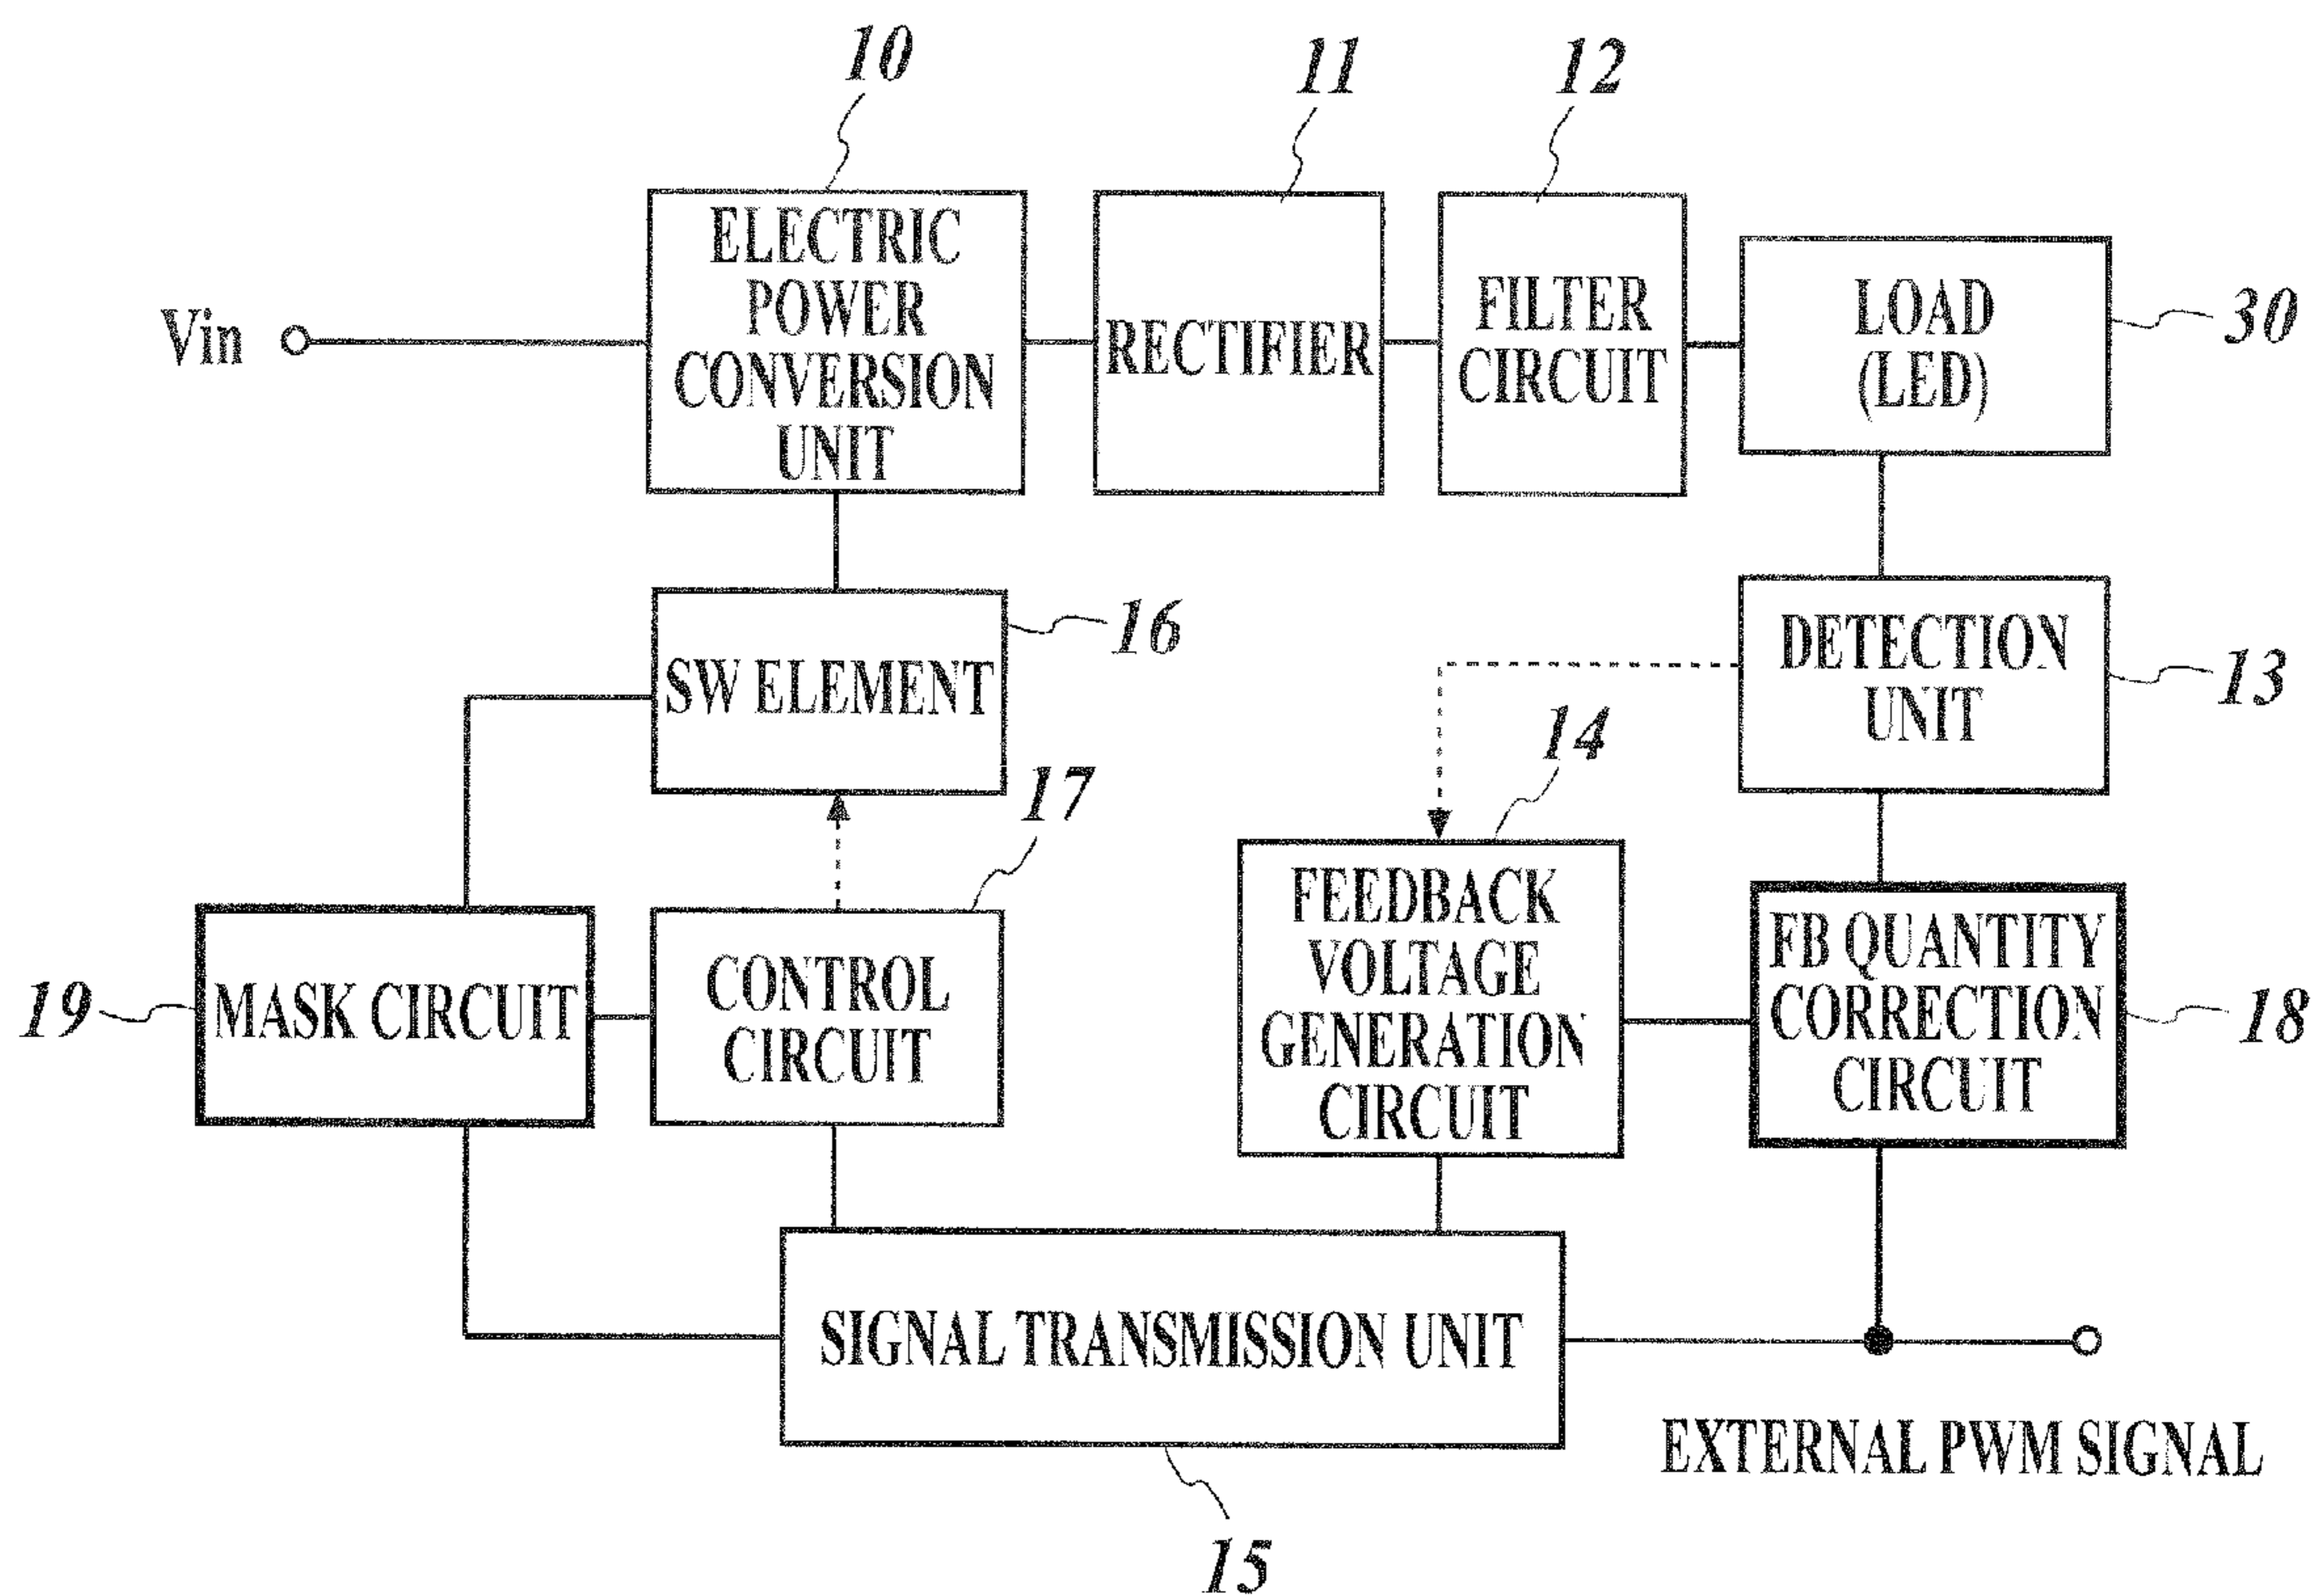 10
11
12
ELECTRIC
POWER
CONVERSION
UNIT
RECTIFIER
FILTER
CIRCUIT
LOAD
(LED)
30
Vin
SW ELEMENT
16
DETECTION
UNIT
13
14
17
FEEDBACK
VOLTAGE
GENERATION
CIRCUIT
FB QUANTITY
CORRECTION
CIRCUIT
18
19
MASK CIRCUIT
CONTROL
CIRCUIT
SIGNAL TRANSMISSION UNIT
EXTERNAL PWM SIGNAL
15